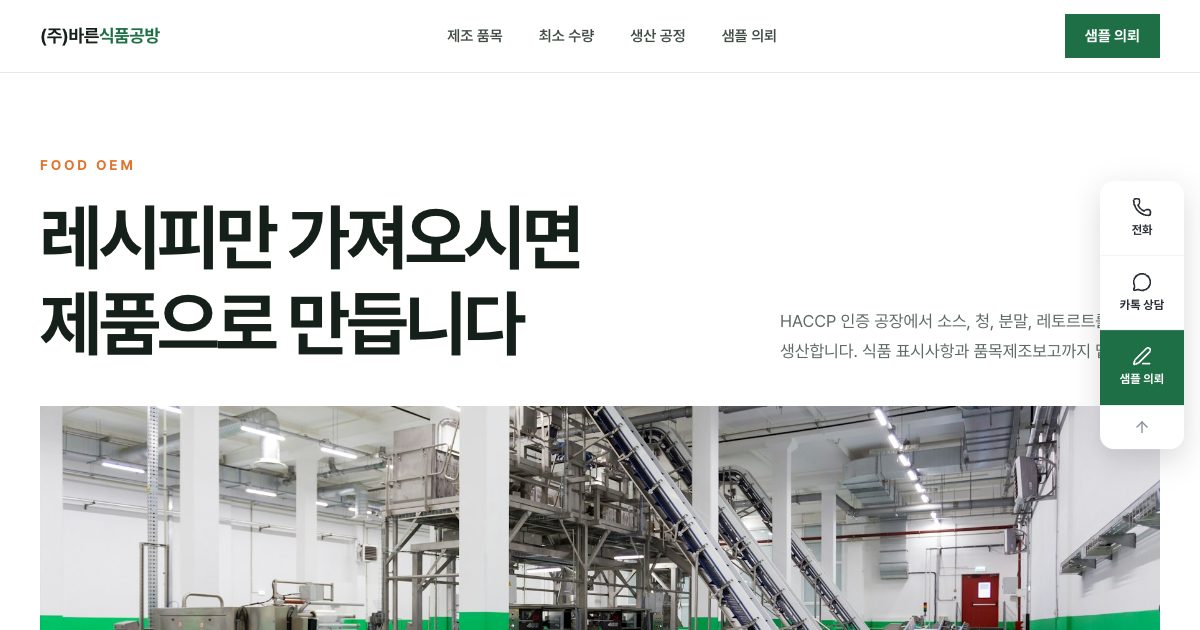 (주)바른식품공방
제조 품목
최소 수량
생산 공정
샘플 의뢰
샘플 의뢰
FOOD OEM
레시피만 가져오시면
제품으로 만듭니다
HACCP 인증 공장에서 소스, 청, 분말, 레토르트를
생산합니다. 식품 표시사항과 품목제조보고까지
전화
카톡 상담
샘플 의뢰